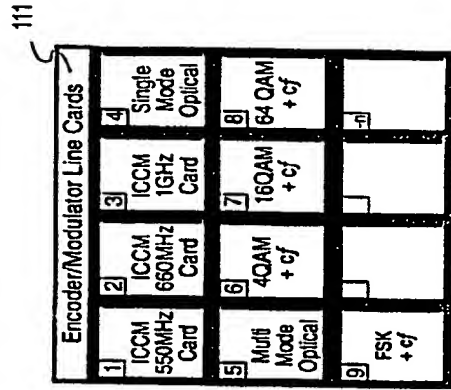 111
Encoder/Modulator Line Cards
1
ICCM
550MHz
Card
2
ICCM
660MHz
Card
3
ICCM
1GHz
Card
4
Single
Mode
Optical
5
Multi
Mode
Optical
6
4QAM
+ cf
7
16QAM
+ cf
8
64 QAM
+ cf
9
FSK
+ cf
-n